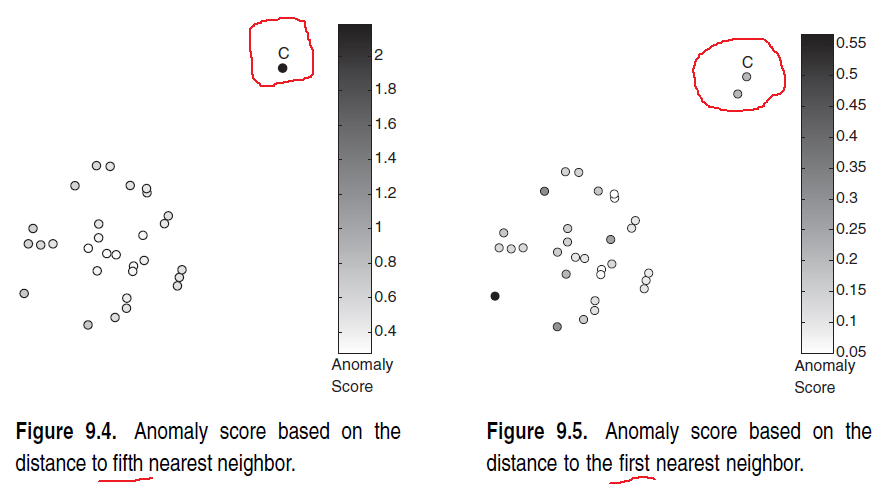 C
2
1.8
1.6
1.4
1.2
1
0.8
0.6
0.4
Anomaly
Score
Figure 9.4. Anomaly score based on the
distance to fifth nearest neighbor.
C
0.55
0.5
0.45
0.4
0.35
0.3
0.25
0.2
0.15
0.1
0.05
Anomaly
Score
Figure 9.5. Anomaly score based on the
distance to the first nearest neighbor.